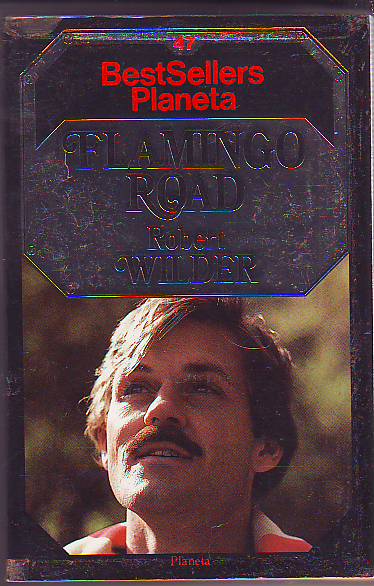 47
BestSellers
Planeta
FLAMINGO
ROAD
Robert
WILDER
Planeta